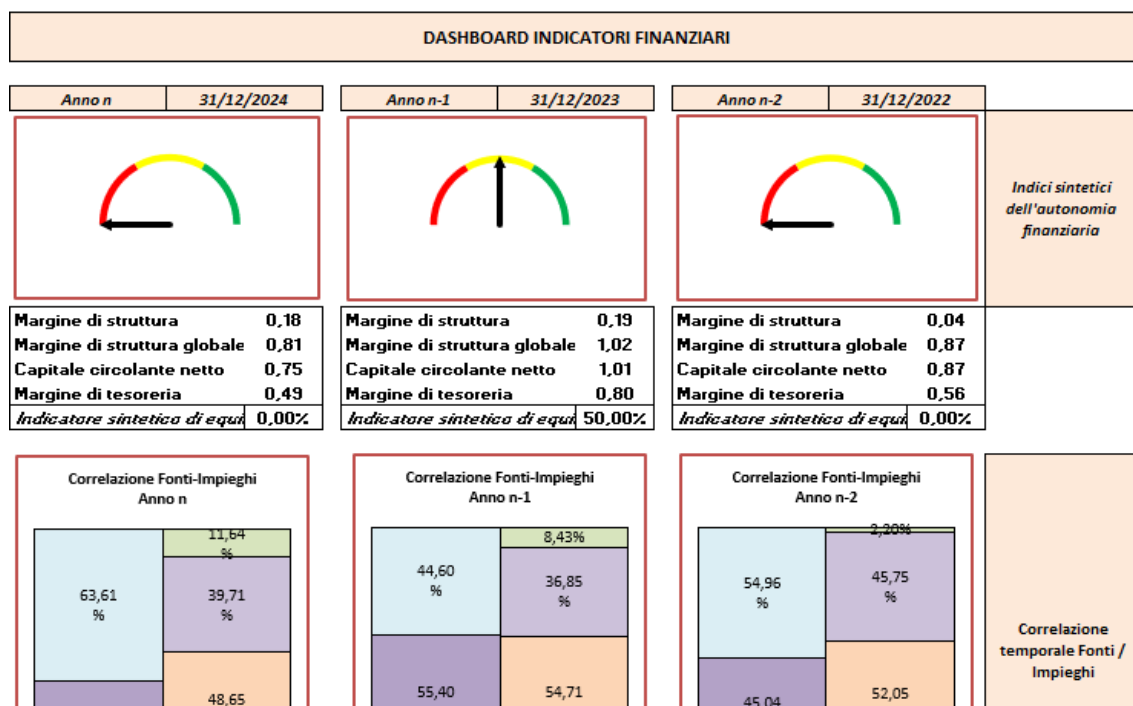 DASHBOARD INDICATORI FINANZIARI
Anno n 31/12/2024
Anno n-1 31/12/2023
Anno n-2 31/12/2022
Indici sintetici
dell'autonomia
finanziaria
Margine di struttura 0,18
Margine di struttura globale 0,81
Capitale circolante netto 0,75
Margine di tesoreria 0,49
Indicatore sintetico di equi 0,00%
Margine di struttura 0,19
Margine di struttura globale 1,02
Capitale circolante netto 1,01
Margine di tesoreria 0,80
Indicatore sintetico di equi 50,00%
Margine di struttura 0,04
Margine di struttura globale 0,87
Capitale circolante netto 0,87
Margine di tesoreria 0,56
Indicatore sintetico di equi 0,00%
Correlazione Fonti-Impieghi
Anno n
11,64
%
63,61
%
39,71
%
48,65
Correlazione Fonti-Impieghi
Anno n-1
8,43%
44,60
%
36,85
%
55,40
54,71
Correlazione Fonti-Impieghi
Anno n-2
2,20%
54,96
%
45,75
%
45,04
52,05
Correlazione
temporale Fonti /
Impieghi